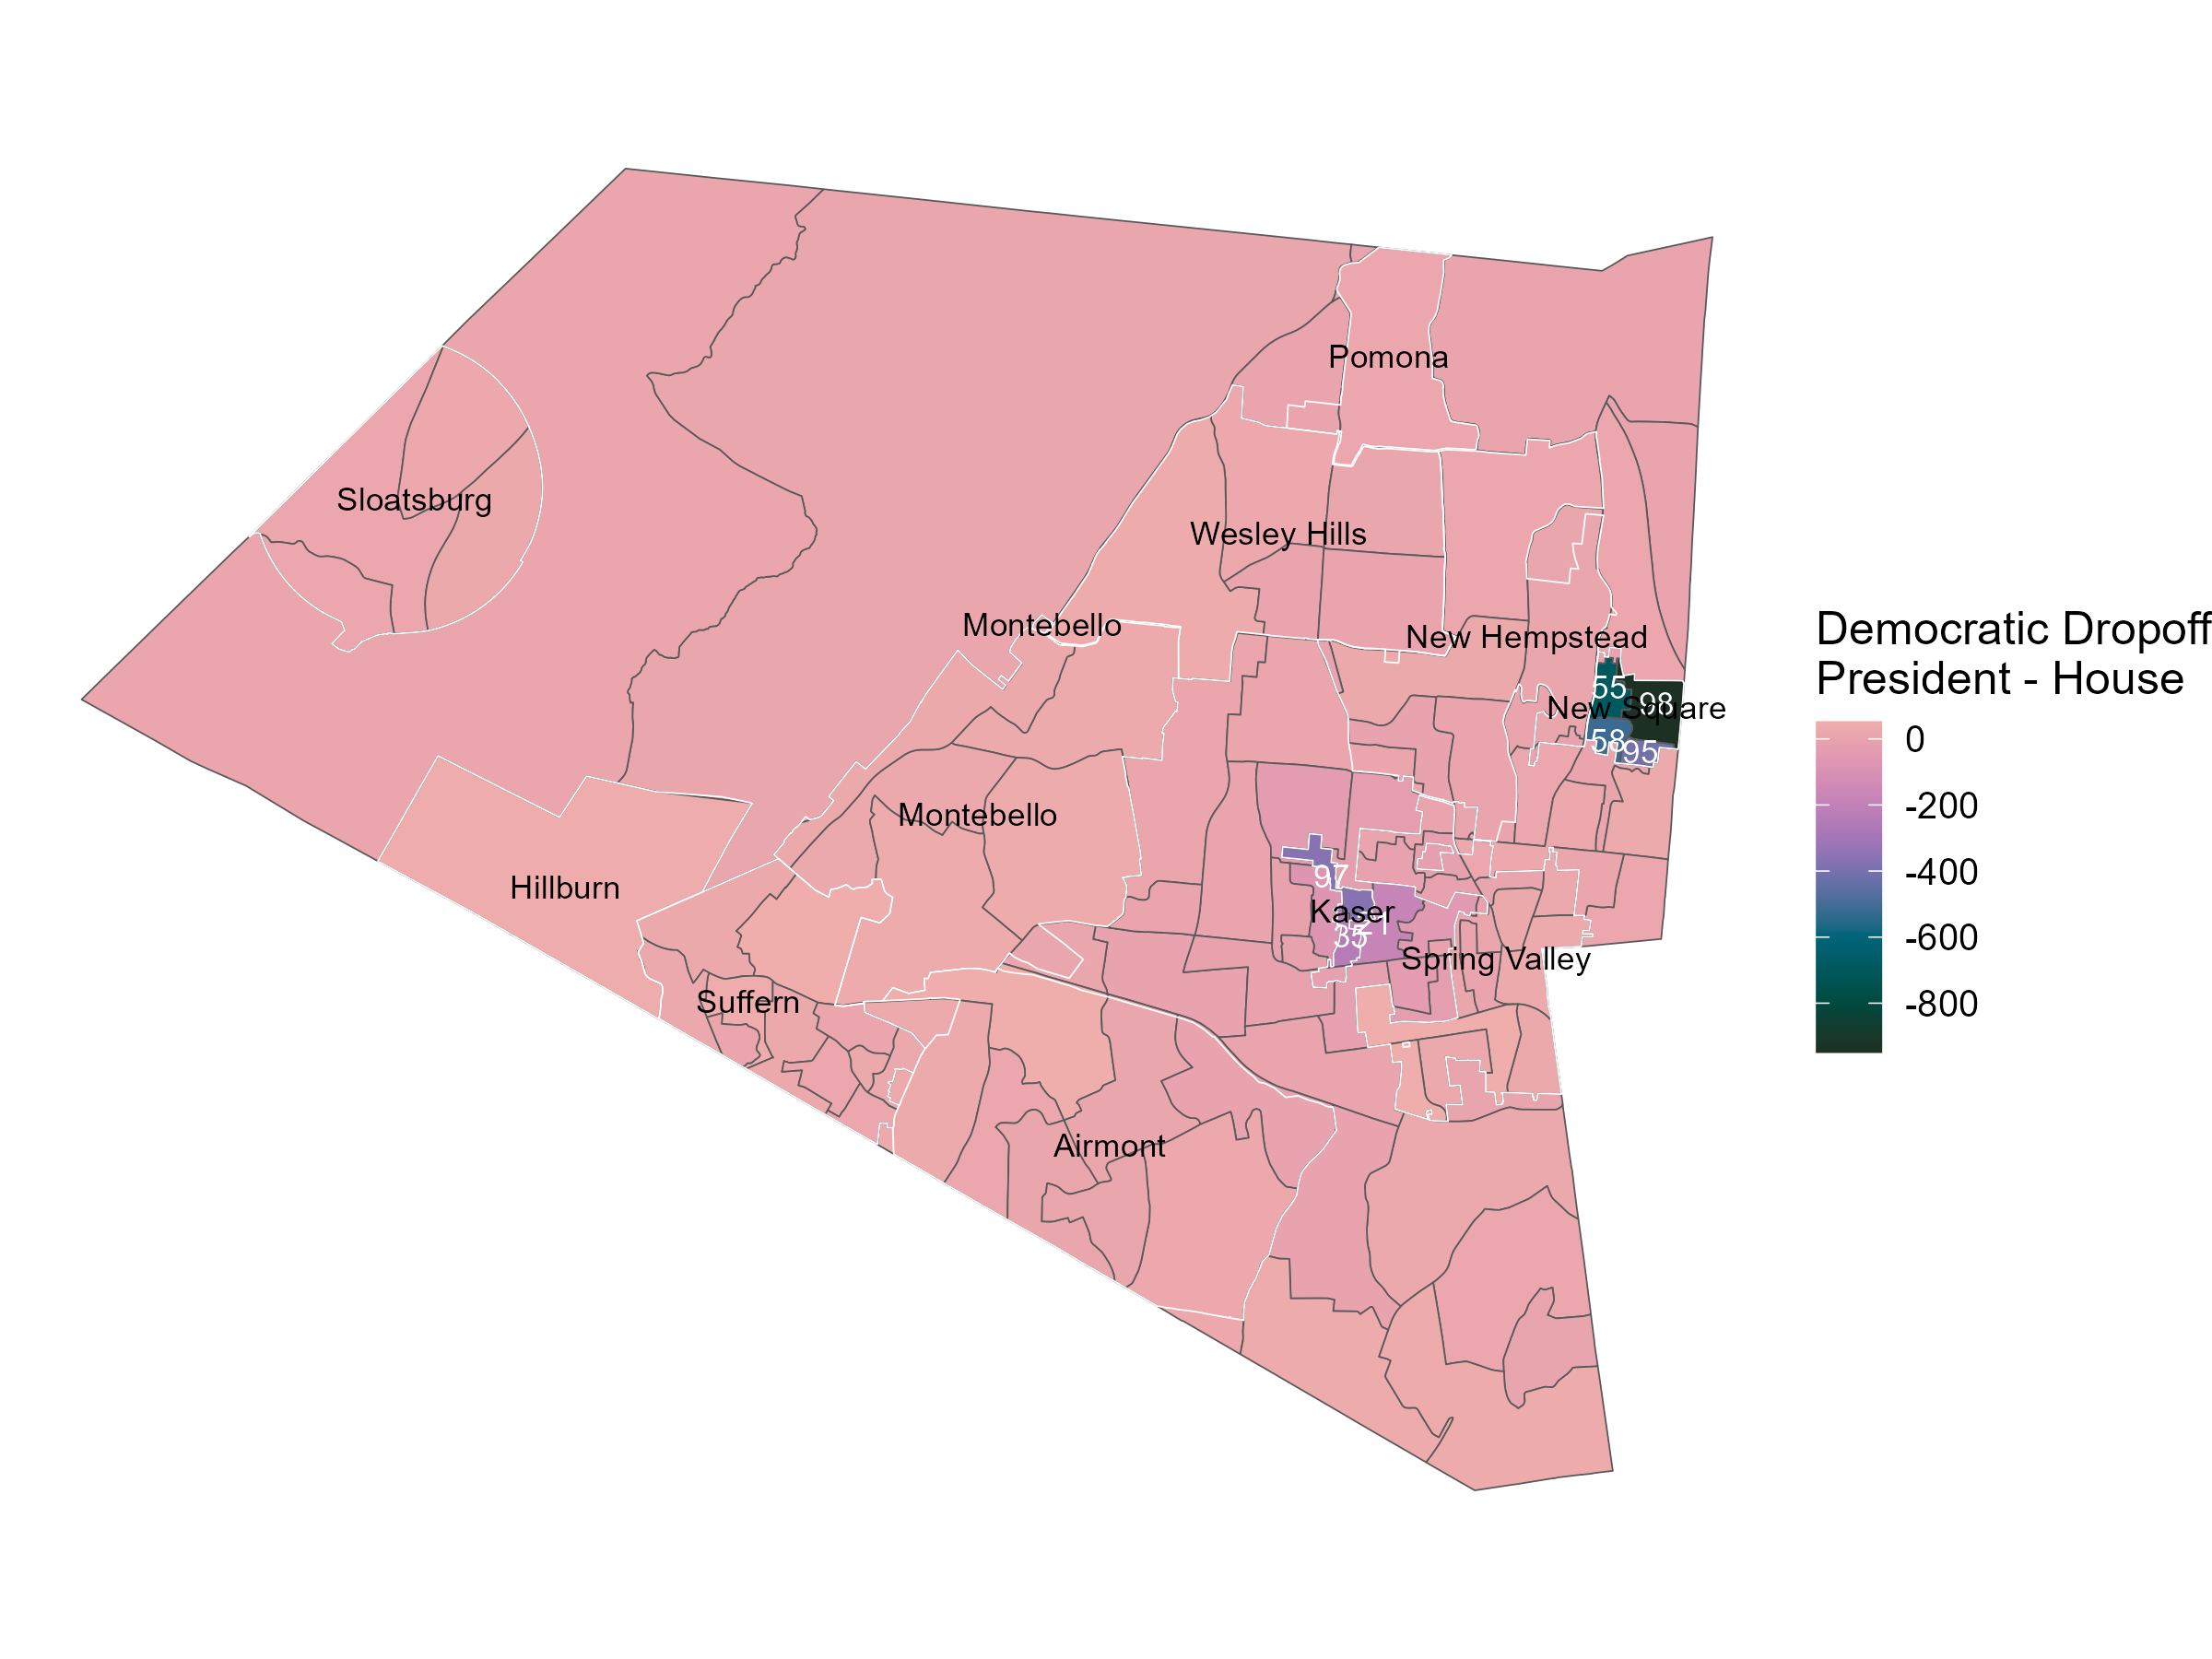 Pomona
Sloatsburg
Wesley Hills
Montebello
New Hempstead
Democratic Dropoff
President - House
55
98
New Square
58
95
0
-200
-400
-600
-800
Montebello
97
Hillburn
Kaser
35
Spring Valley
Suffern
Airmont